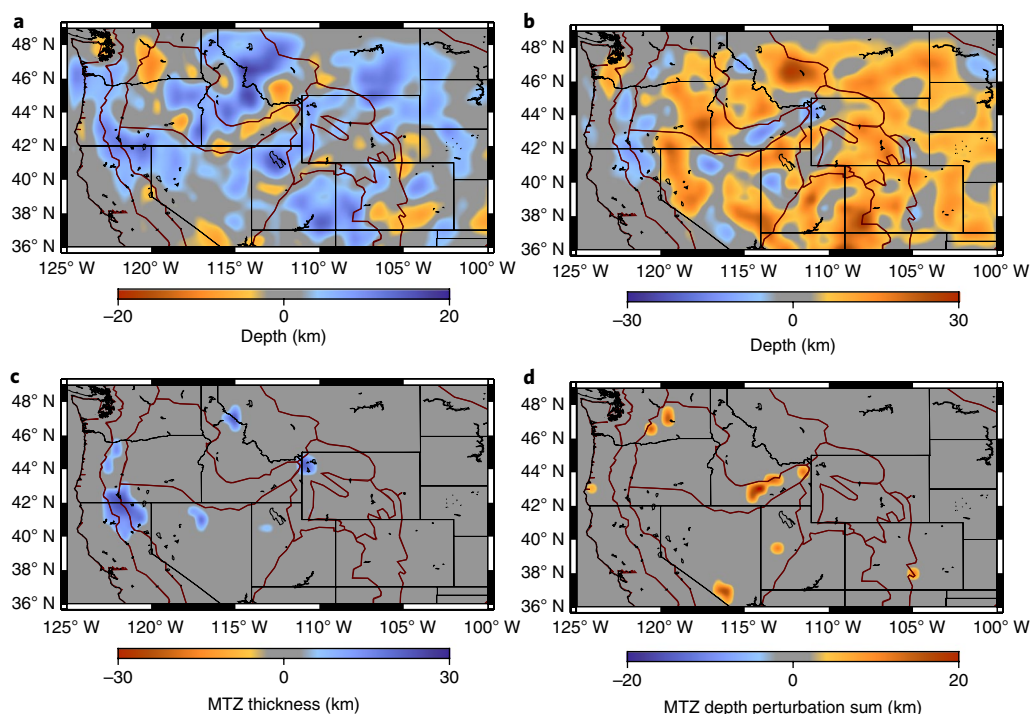 a
48° N
46° N
44° N
42° N
40° N
38° N
36° N
125° W 120° W 115° W 110° W 105° W 100° W
–20 0 20
Depth (km)
b
48° N
46° N
44° N
42° N
40° N
38° N
36° N
125° W 120° W 115° W 110° W 105° W 100° W
–30 0 30
Depth (km)
c
48° N
46° N
44° N
42° N
40° N
38° N
36° N
125° W 120° W 115° W 110° W 105° W 100° W
–30 0 30
MTZ thickness (km)
d
48° N
46° N
44° N
42° N
40° N
38° N
36° N
125° W 120° W 115° W 110° W 105° W 100° W
–20 0 20
MTZ depth perturbation sum (km)